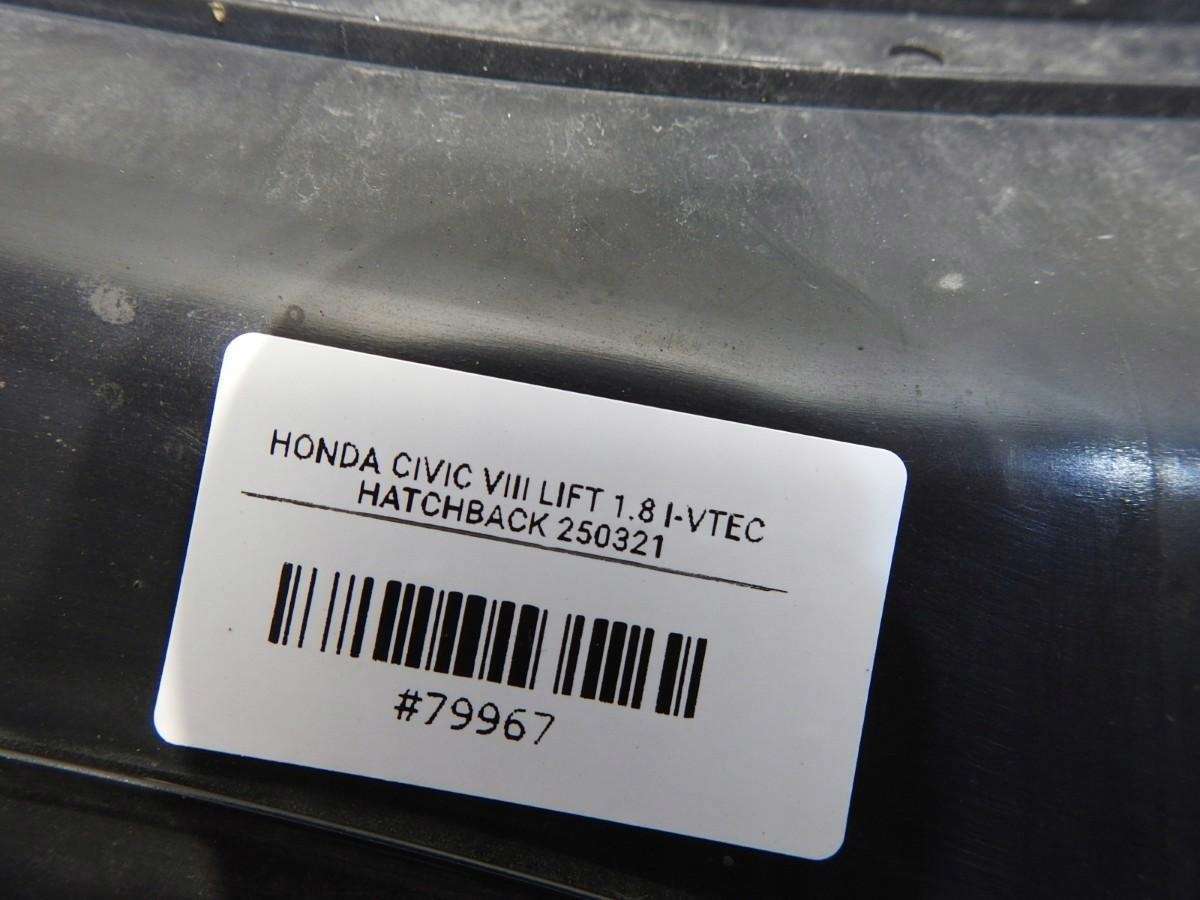 HONDA CIVIC VIII LIFT 1.8 I-VTEC
HATCHBACK 250321
#79967